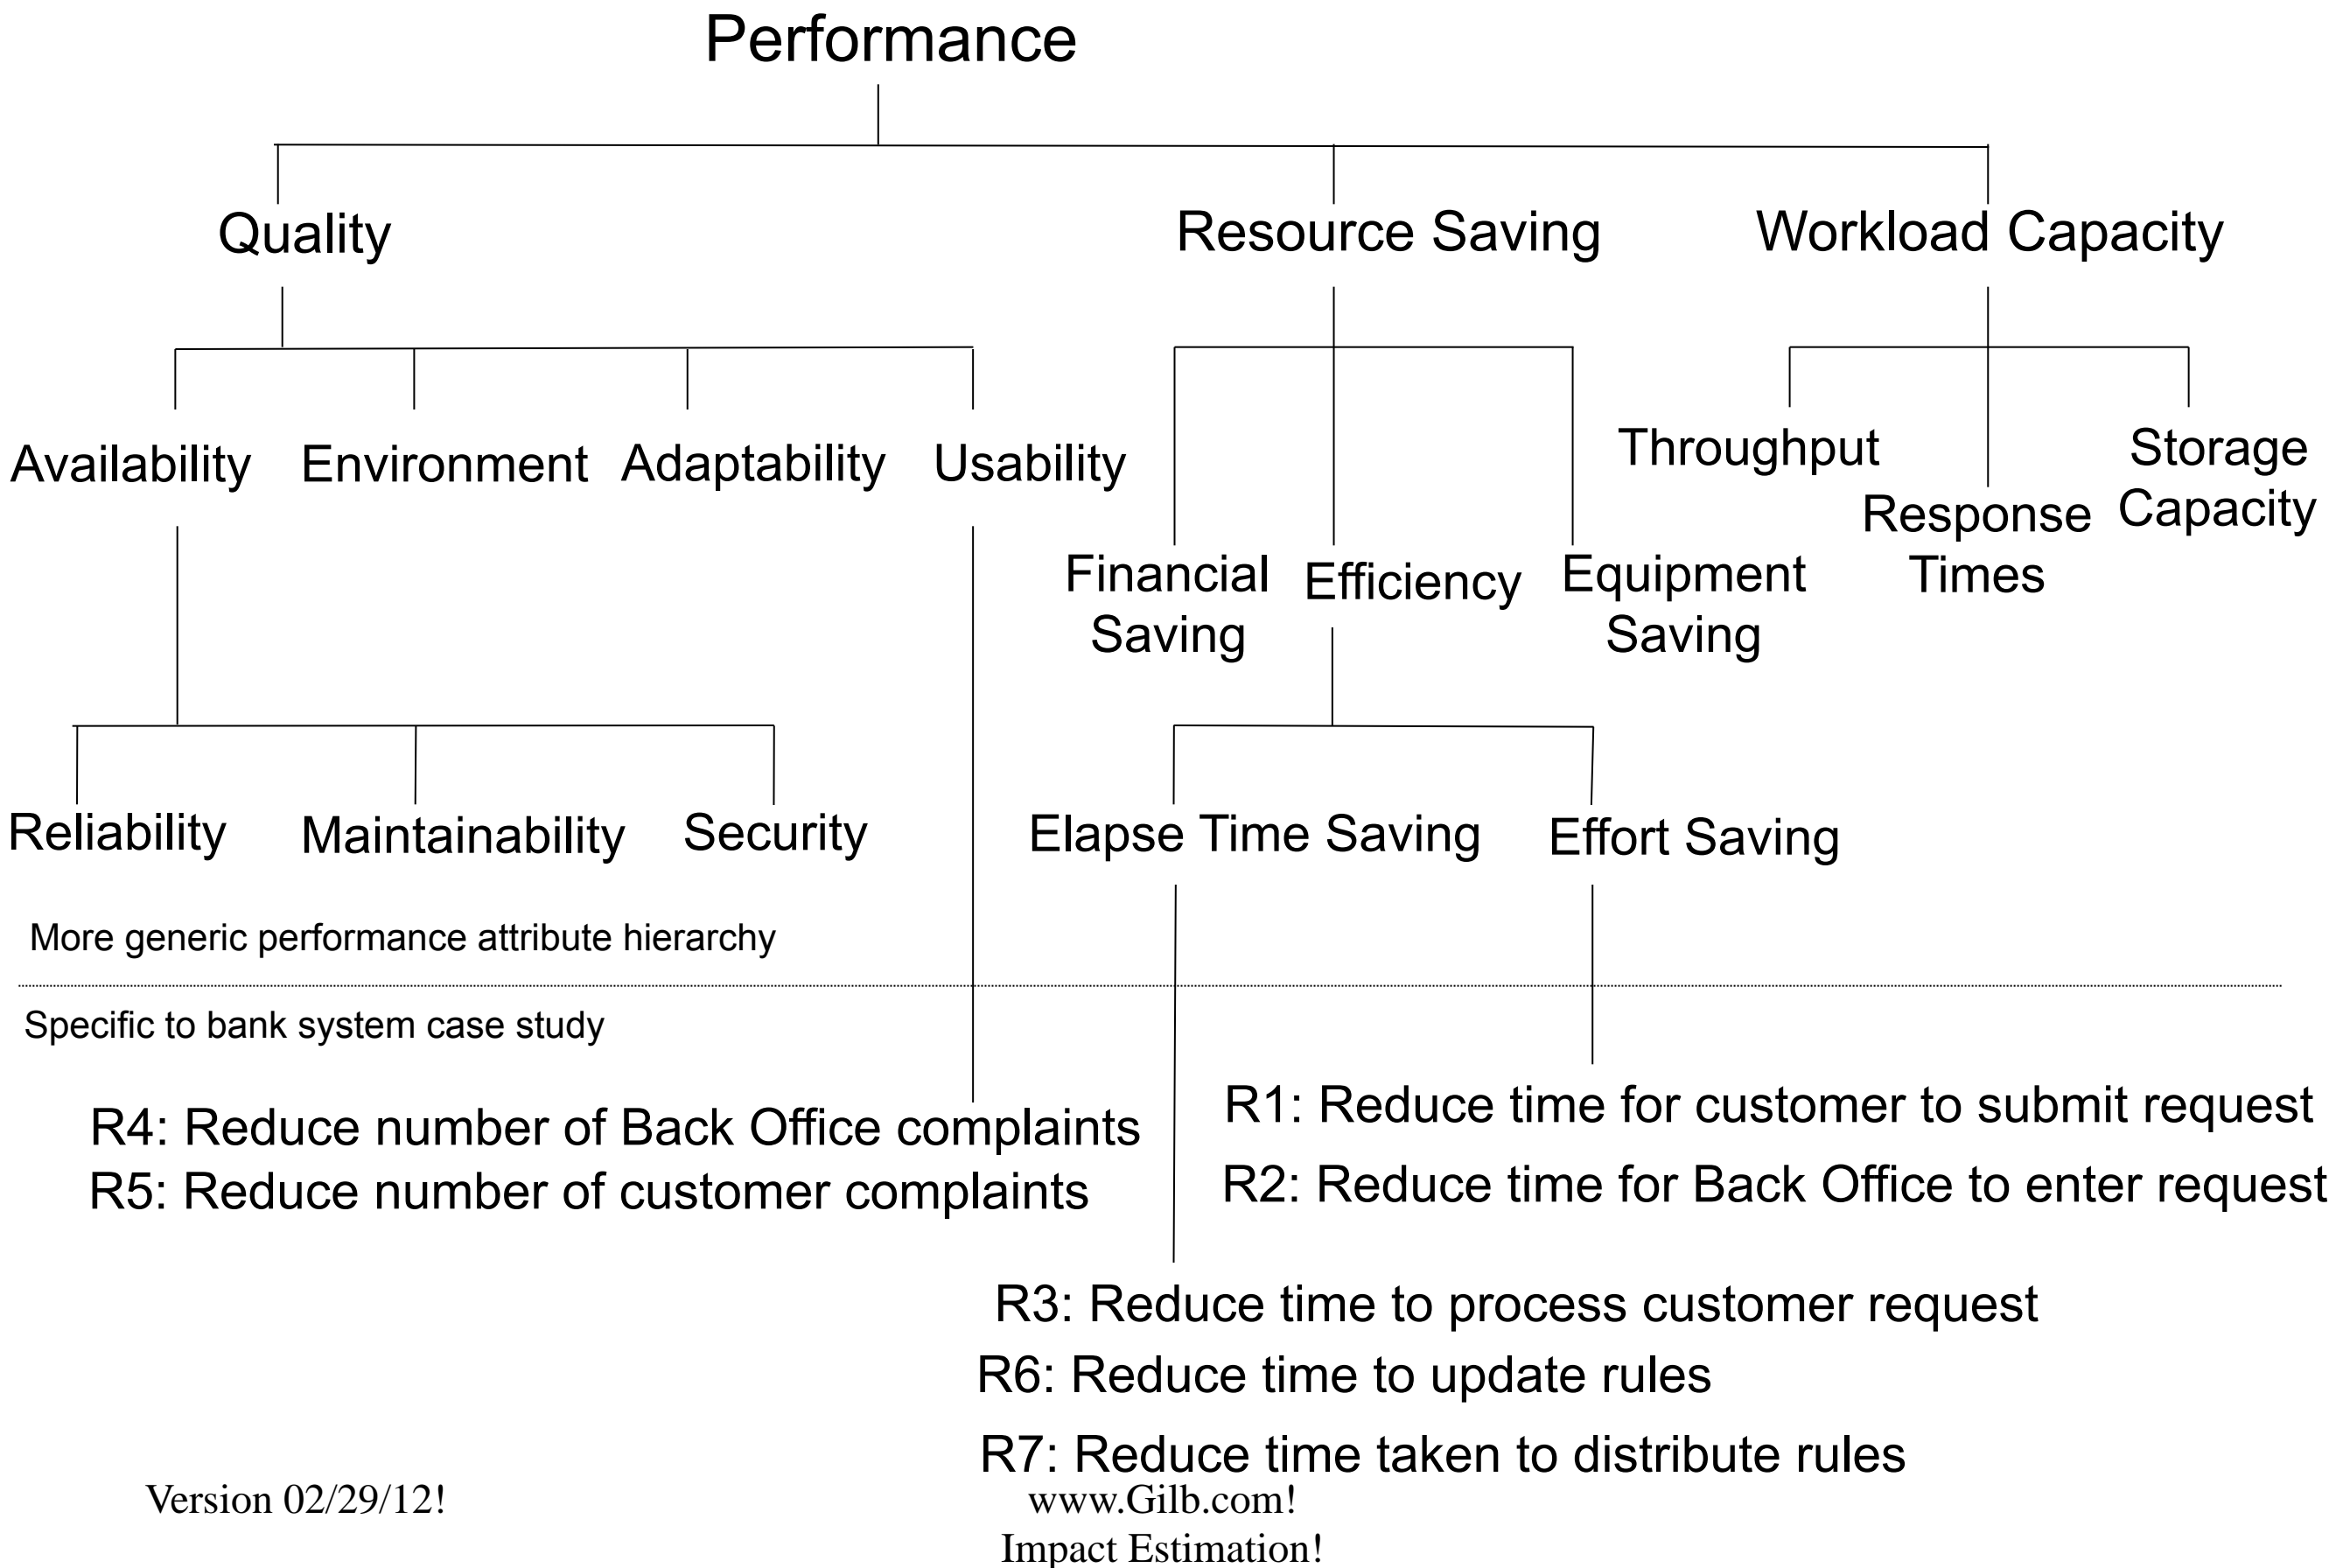 Performance
Quality
Resource Saving
Workload Capacity
Availability
Environment
Adaptability
Usability
Throughput
Response
Times
Storage
Capacity
Financial
Saving
Efficiency
Equipment
Saving
Reliability
Maintainability
Security
Elapse Time Saving
Effort Saving
More generic performance attribute hierarchy
Specific to bank system case study
R4: Reduce number of Back Office complaints
R5: Reduce number of customer complaints
R1: Reduce time for customer to submit request
R2: Reduce time for Back Office to enter request
R3: Reduce time to process customer request
R6: Reduce time to update rules
R7: Reduce time taken to distribute rules
Version 02/29/12!
www.Gilb.com!
Impact Estimation!